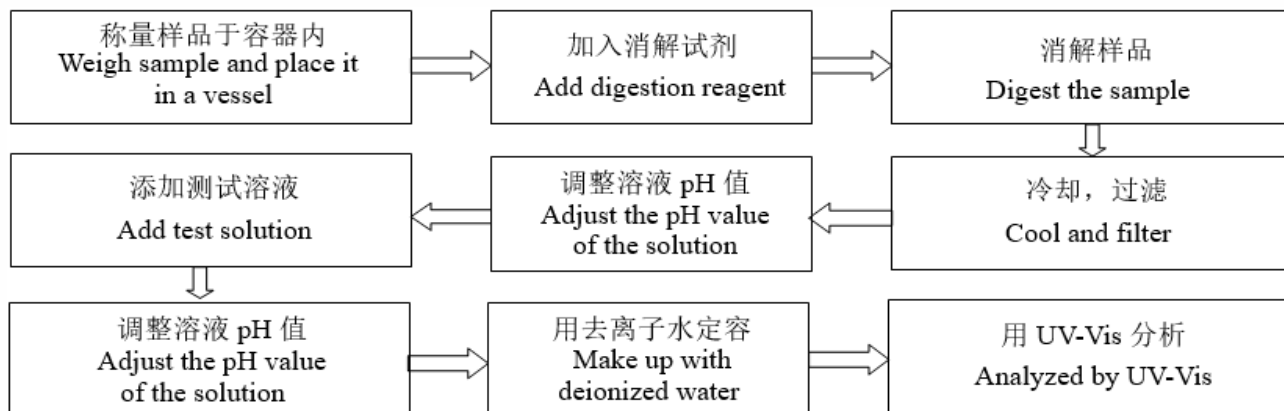 称量样品于容器内
Weigh sample and place it
in a vessel
加入消解试剂
Add digestion reagent
消解样品
Digest the sample
冷却，过滤
Cool and filter
调整溶液 pH 值
Adjust the pH value
of the solution
添加测试溶液
Add test solution
调整溶液 pH 值
Adjust the pH value
of the solution
用去离子水定容
Make up with
deionized water
用 UV-Vis 分析
Analyzed by UV-Vis